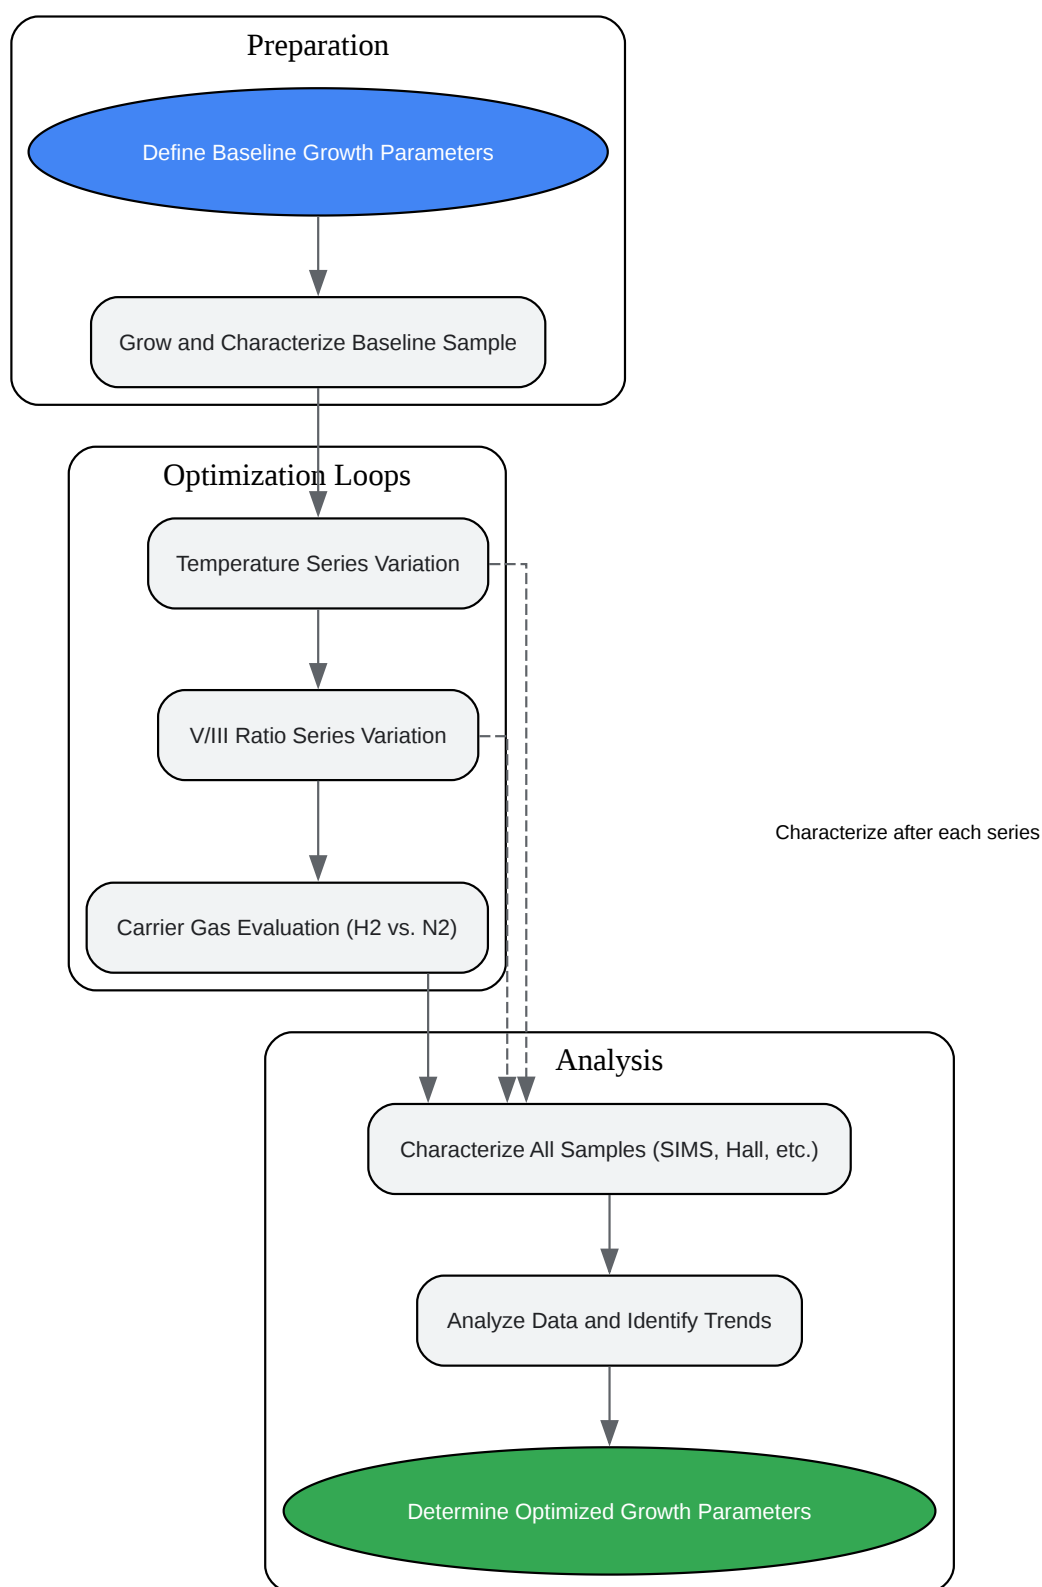 Preparation
Define Baseline Growth Parameters
Grow and Characterize Baseline Sample
Optimization Loops
Temperature Series Variation
V/III Ratio Series Variation
Characterize after each series
Carrier Gas Evaluation (H2 vs. N2)
Analysis
Characterize All Samples (SIMS, Hall, etc.)
Analyze Data and Identify Trends
Determine Optimized Growth Parameters